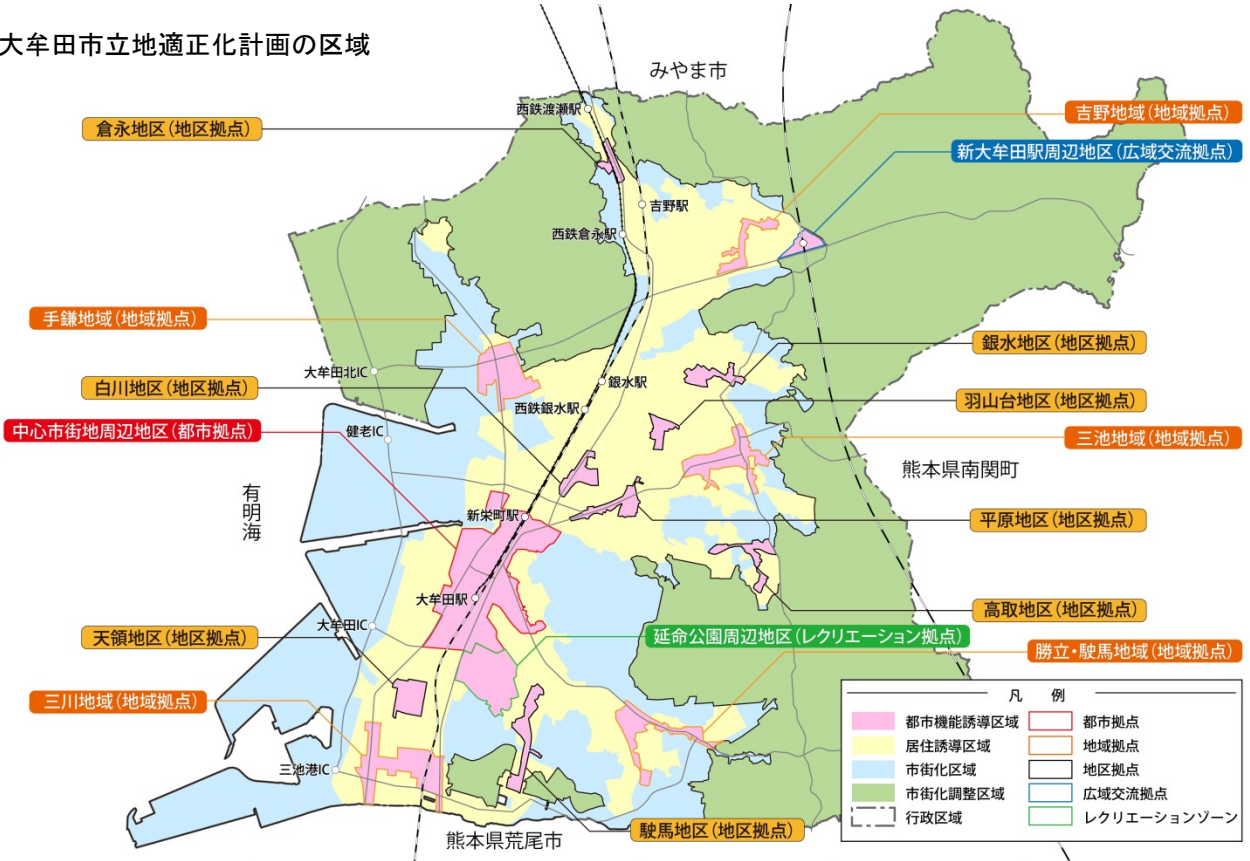 大牟田市立地適正化計画の区域
みやま市
西鉄渡瀬駅
倉永地区(地区拠点)
吉野地域(地域拠点)
新大牟田駅周辺地区(広域交流拠点)
吉野駅
西鉄倉永駅
手鎌地域(地域拠点)
銀水地区(地区拠点)
大牟田北IC
白川地区(地区拠点)
銀水駅
羽山台地区(地区拠点)
西鉄銀水駅
中心市街地周辺地区(都市拠点)
健老IC
三池地域(地域拠点)
熊本県南関町
有明海
新栄町駅
平原地区(地区拠点)
大牟田駅
高取地区(地区拠点)
大牟田IC
天領地区(地区拠点)
延命公園周辺地区(レクリエーション拠点)
勝立・駛馬地域(地域拠点)
三川地域(地域拠点)
三池港IC
駛馬地区(地区拠点)
熊本県荒尾市
凡 例
都市機能誘導区域
都市拠点
居住誘導区域
地域拠点
市街化区域
地区拠点
市街化調整区域
広域交流拠点
行政区域
レクリエーションゾーン